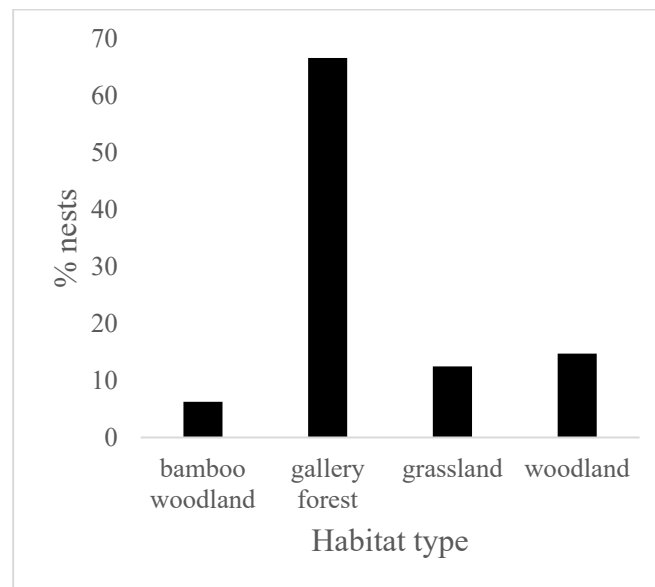 70
60
50
40
30
20
10
0
% nests
bamboo woodland
gallery forest
grassland
woodland
Habitat type